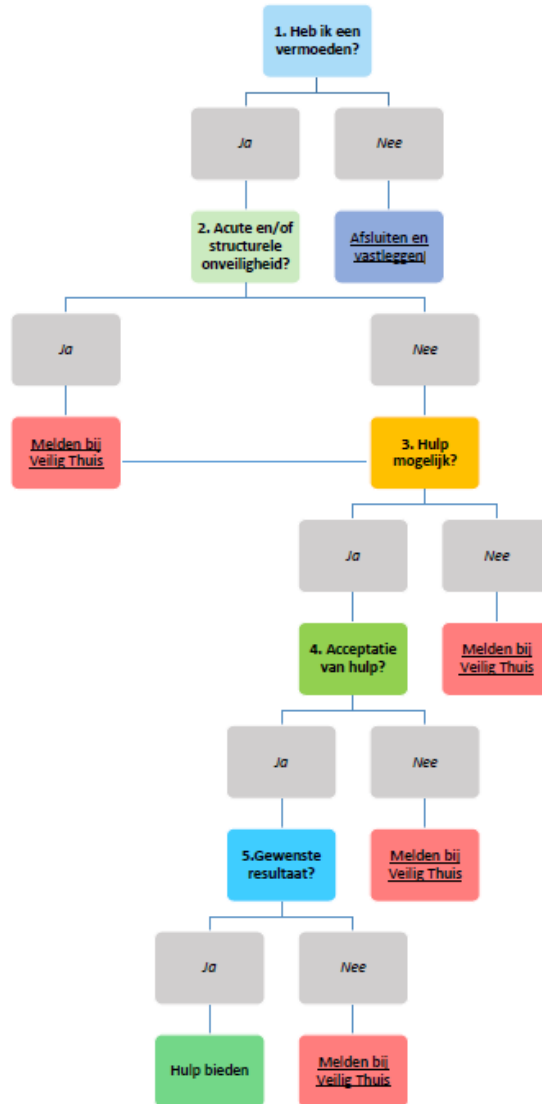 1. Heb ik een
vermoeden?
Ja
Nee
2. Acute en/of
structurele
onveiligheid?
Afsluiten en
vastleggen
Ja
Nee
Melden bij
Veilig Thuis
3. Hulp
mogelijk?
Ja
Nee
4. Acceptatie
van hulp?
Melden bij
Veilig Thuis
Ja
Nee
5.Gewenste
resultaat?
Melden bij
Veilig Thuis
Ja
Nee
Hulp bieden
Melden bij
Veilig Thuis